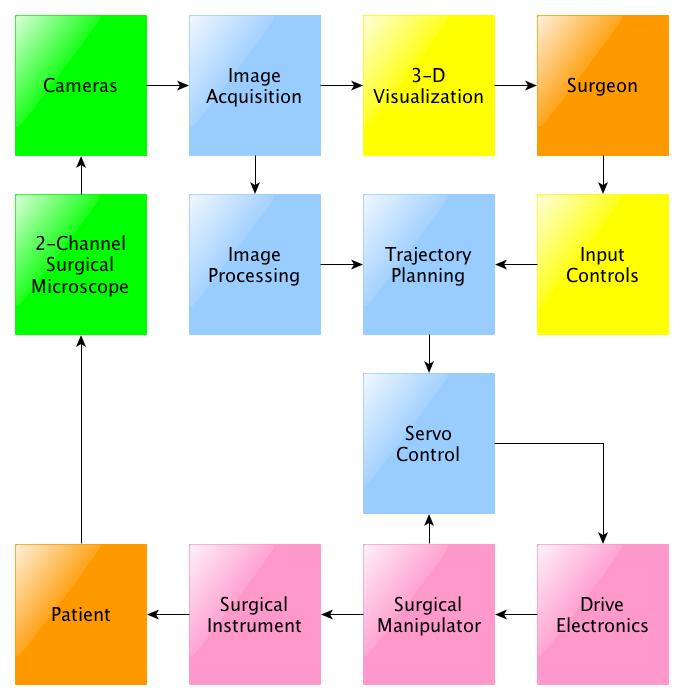 Cameras
Image
Acquisition
3-D
Visualization
Surgeon
2-Channel
Surgical
Microscope
Image
Processing
Trajectory
Planning
Input
Controls
Servo
Control
Patient
Surgical
Instrument
Surgical
Manipulator
Drive
Electronics